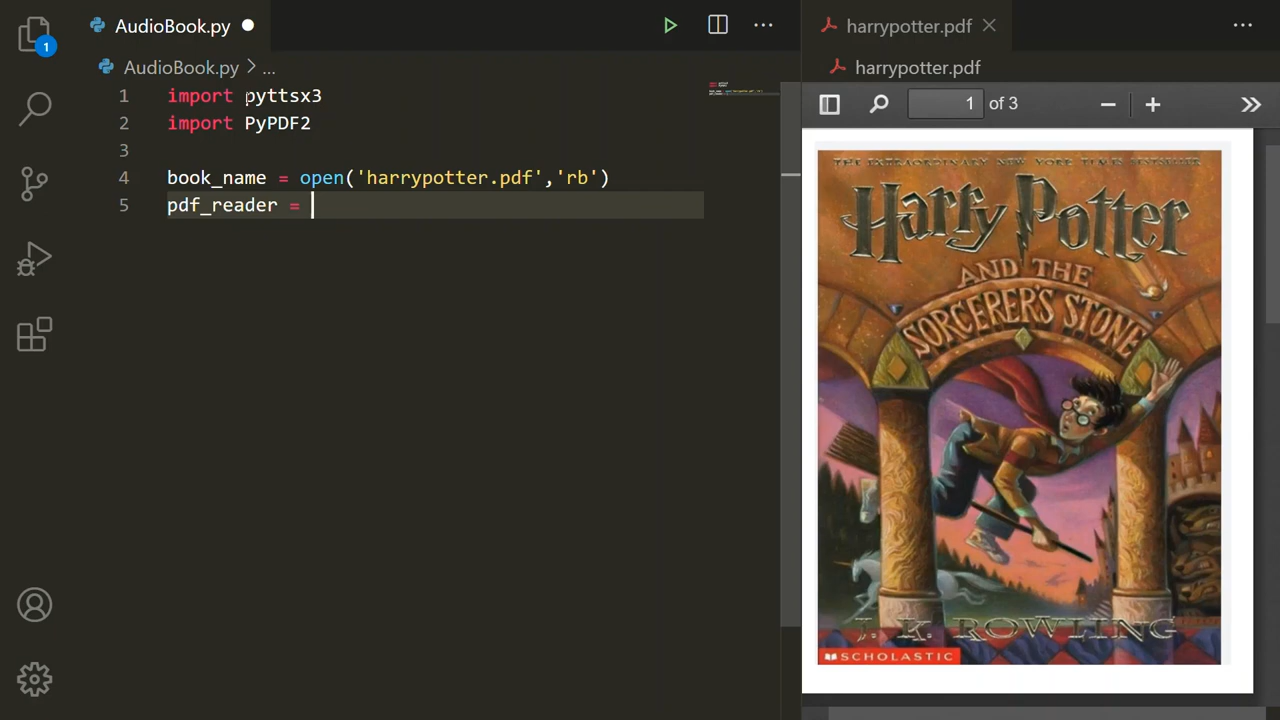 AudioBook.py
harrypotter.pdf
1
AudioBook.py > ...
harrypotter.pdf
1 import pyttsx3
2 import PyPDF2
3
4 book_name = open('harrypotter.pdf','rb')
5 pdf_reader =
1 of 3
THE EXTRAORDINARY NEW YORK TIMES BESTSELLER
Harry Potter
AND THE
SORCERER'S STONE
J. K. ROWLING
SCHOLASTIC